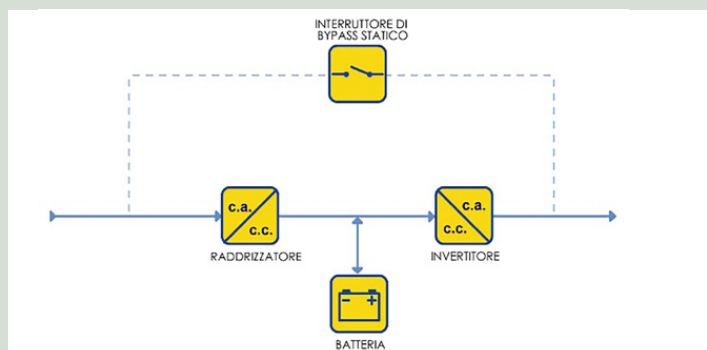 INTERRUTTORE DI
BYPASS STATICO
c.a.
c.c.
RADDRIZZATORE
c.a.
c.c.
INVERTITORE
- +
BATTERIA